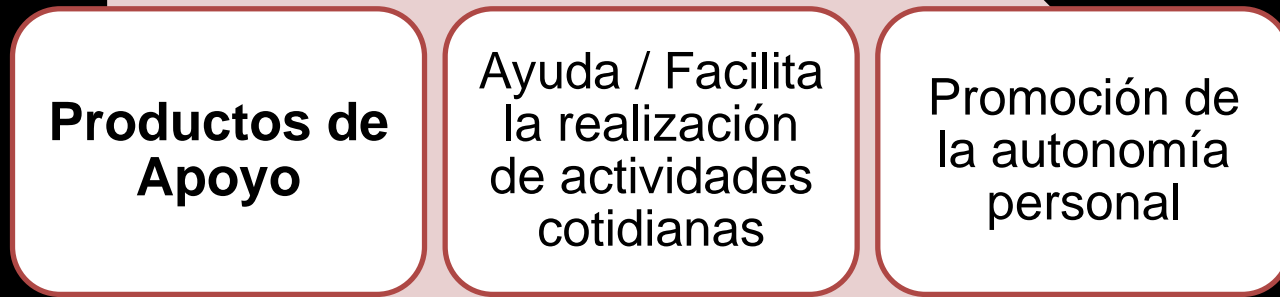 Productos de
Apoyo
Ayuda / Facilita
la realización
de actividades
cotidianas
Promoción de
la autonomía
personal